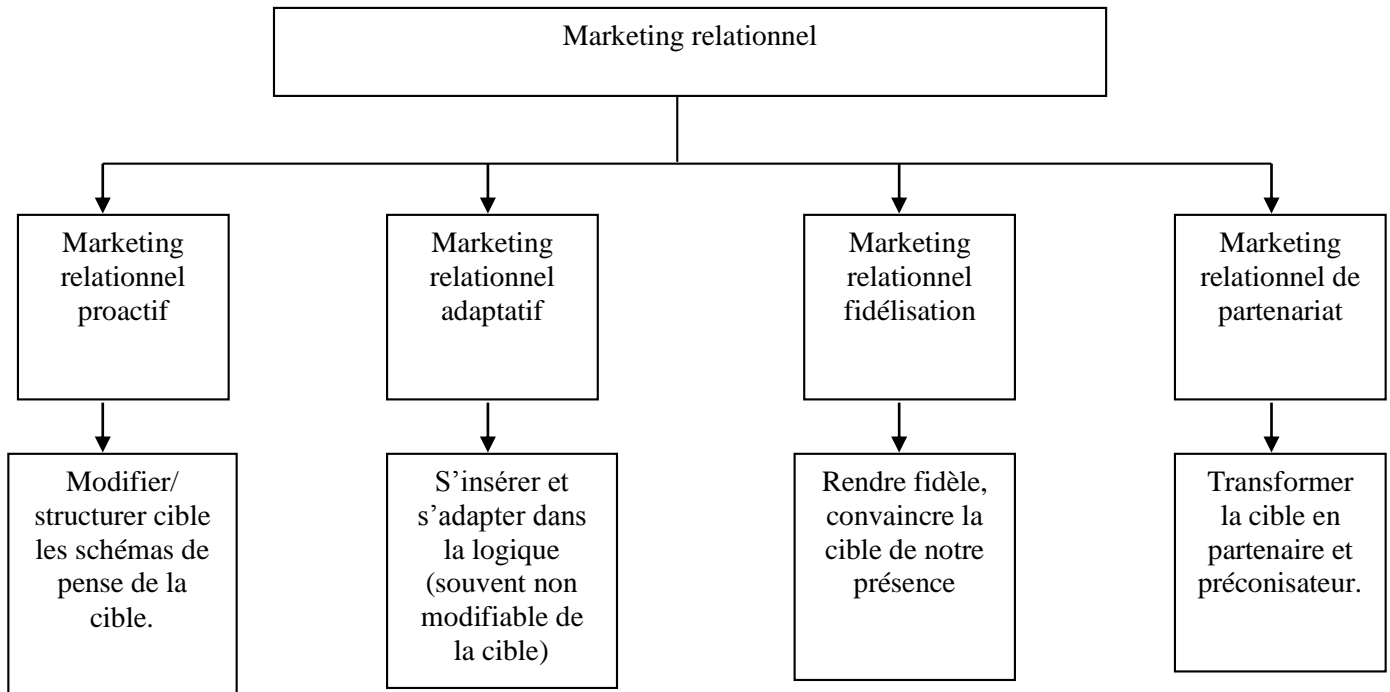 Marketing relationnel
Marketing
relationnel
proactif
Marketing
relationnel
adaptatif
Marketing
relationnel
fidélisation
Marketing
relationnel de
partenariat
Modifier/
structurer cible
les schémas de
pense de la
cible.
S’insérer et
s’adapter dans
la logique
(souvent non
modifiable de
la cible)
Rendre fidèle,
convaincre la
cible de notre
présence
Transformer
la cible en
partenaire et
préconisateur.